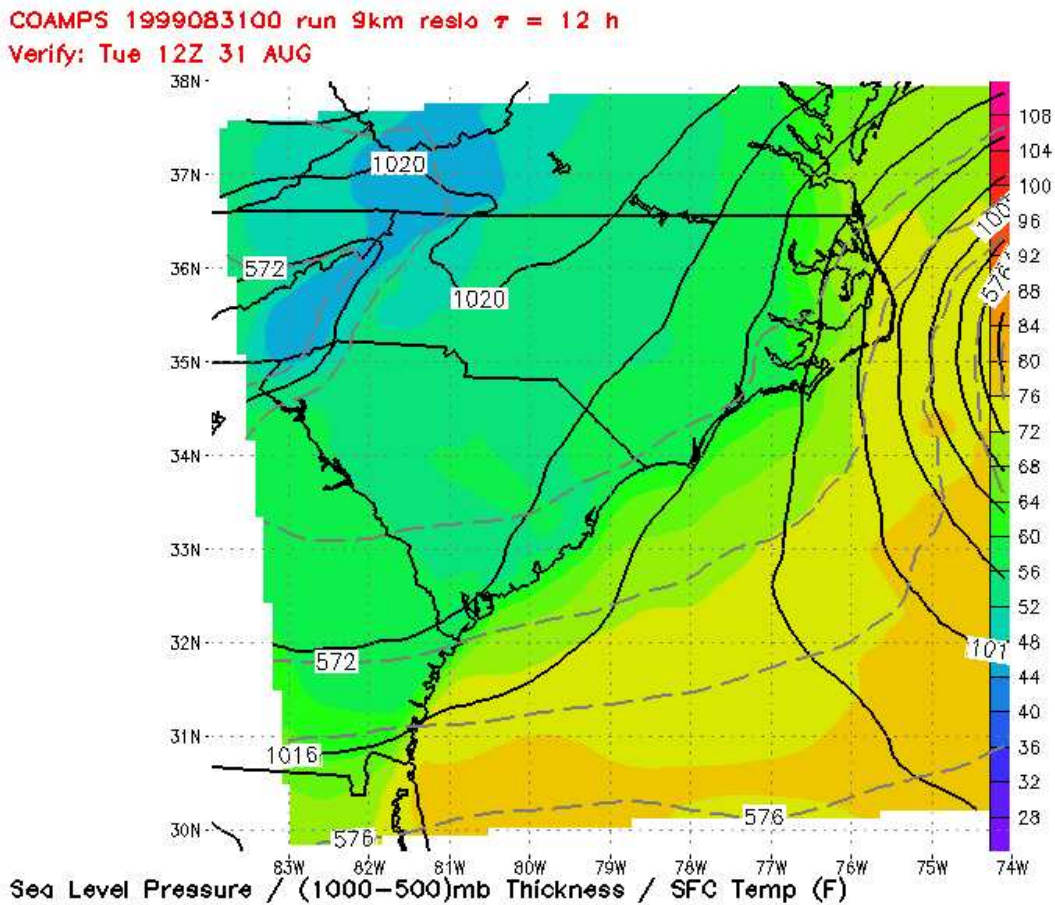 COAMPS 1999083100 run 9km reslo τ = 12 h
Verify: Tue 12Z 31 AUG
38N
37N
36N
35N
34N
33N
32N
31N
30N
1020
572
1020
572
1016
576
576
576
101
108
104
100
96
92
88
84
80
76
72
68
64
60
56
52
48
44
40
36
32
28
83W 82W 81W 80W 79W 78W 77W 76W 75W 74W
Sea Level Pressure / (1000-500)mb Thickness / SFC Temp (F)